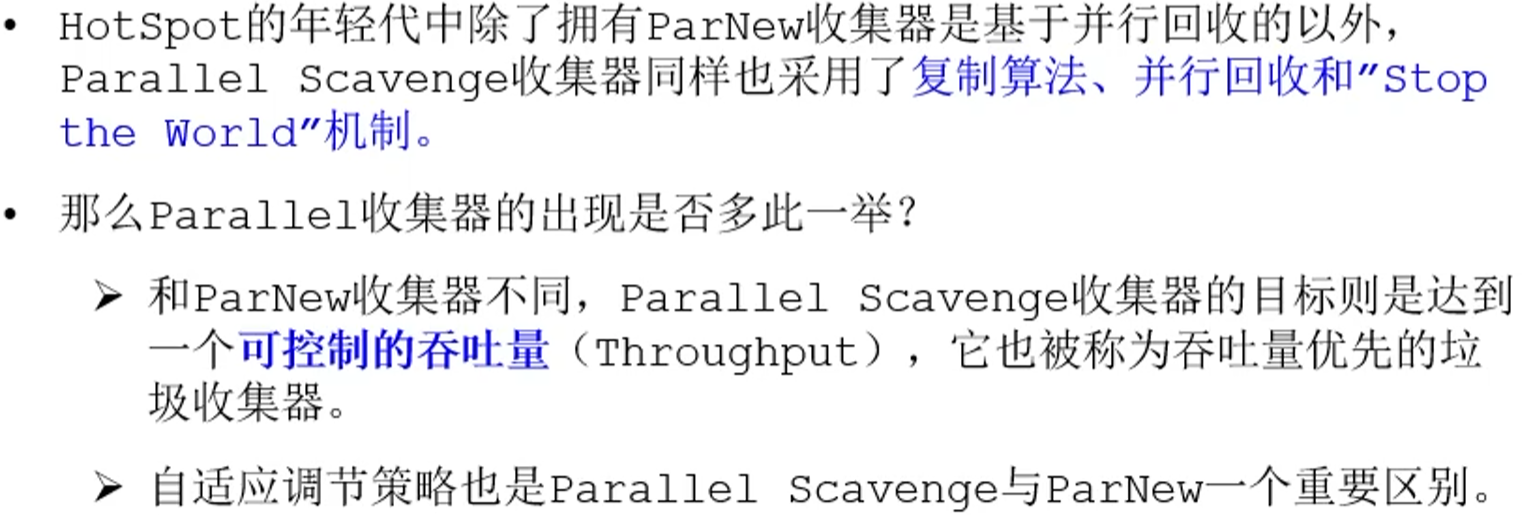 • HotSpot的年轻代中除了拥有ParNew收集器是基于并行回收的以外，
Parallel Scavenge收集器同样也采用了复制算法、并行回收和”Stop
the World”机制。
• 那么Parallel收集器的出现是否多此一举？
➢ 和ParNew收集器不同，Parallel Scavenge收集器的目标则是达到
一个可控制的吞吐量（Throughput），它也被称为吞吐量优先的垃
圾收集器。
➢ 自适应调节策略也是Parallel Scavenge与ParNew一个重要区别。